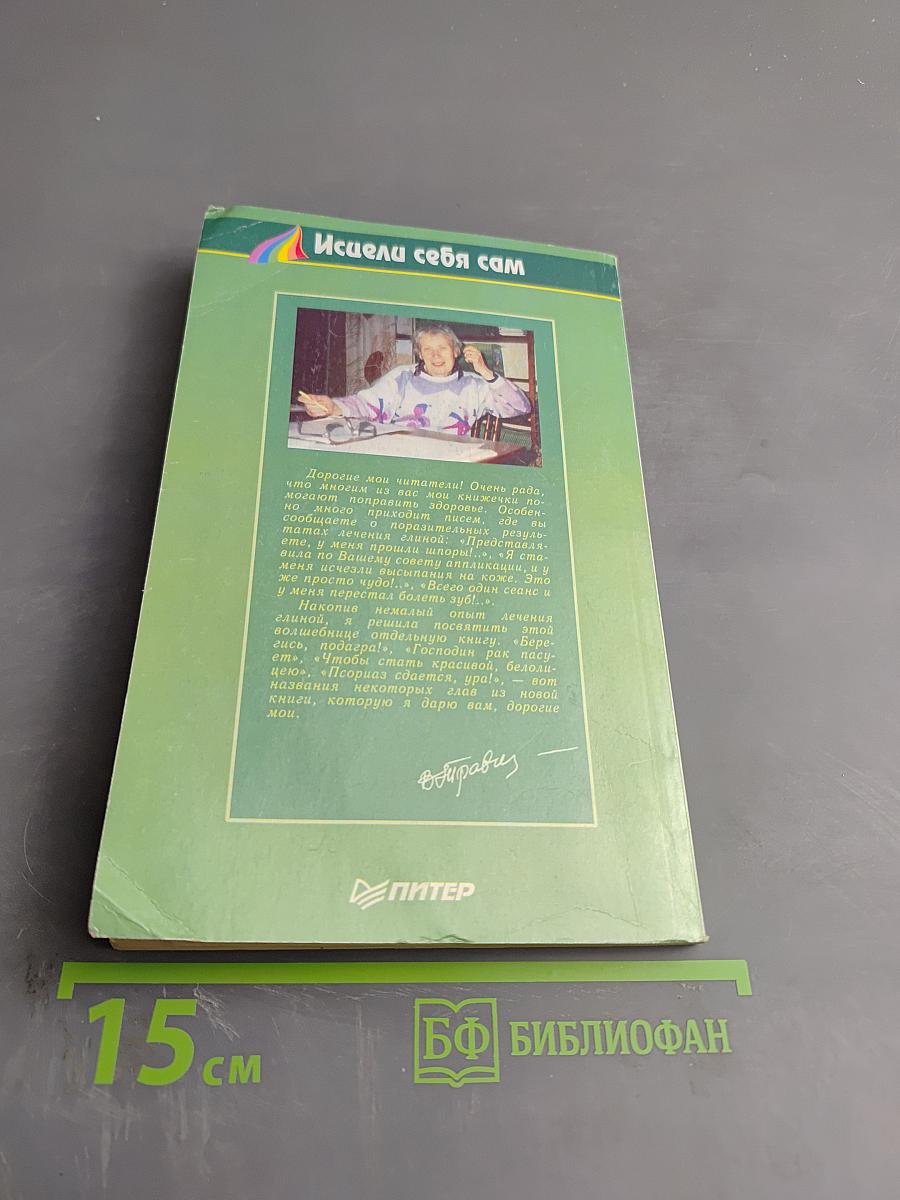 Исцели себя сам
Дорогие мои читатели! Очень рада,
что многим из вас мои книжечки по-
могают поправить здоровье. Особен-
но много приходит писем, где вы
сообщаете о поразительных резуль-
татах лечения глиной: «Представля-
ете, у меня прошли шпоры!..», «Я ста-
вила по Вашему совету аппликации, и у
меня исчезли высыпания на коже. Это
же просто чудо!..», «Всего один сеанс и
у меня перестал болеть зуб!..».
Накопив немалый опыт лечения
глиной, я решила посвятить этой
волшебнице отдельную книгу. «Бере-
гись, подагра!», «Господин рак пасу-
ет», «Чтобы стать красивой, белоли-
цею», «Псориаз сдается, ура!», — вот
названия некоторых глав из новой
книги, которую я дарю вам, дорогие
мои.
ПИТЕР
15 см
БФ БИБЛИОФАН